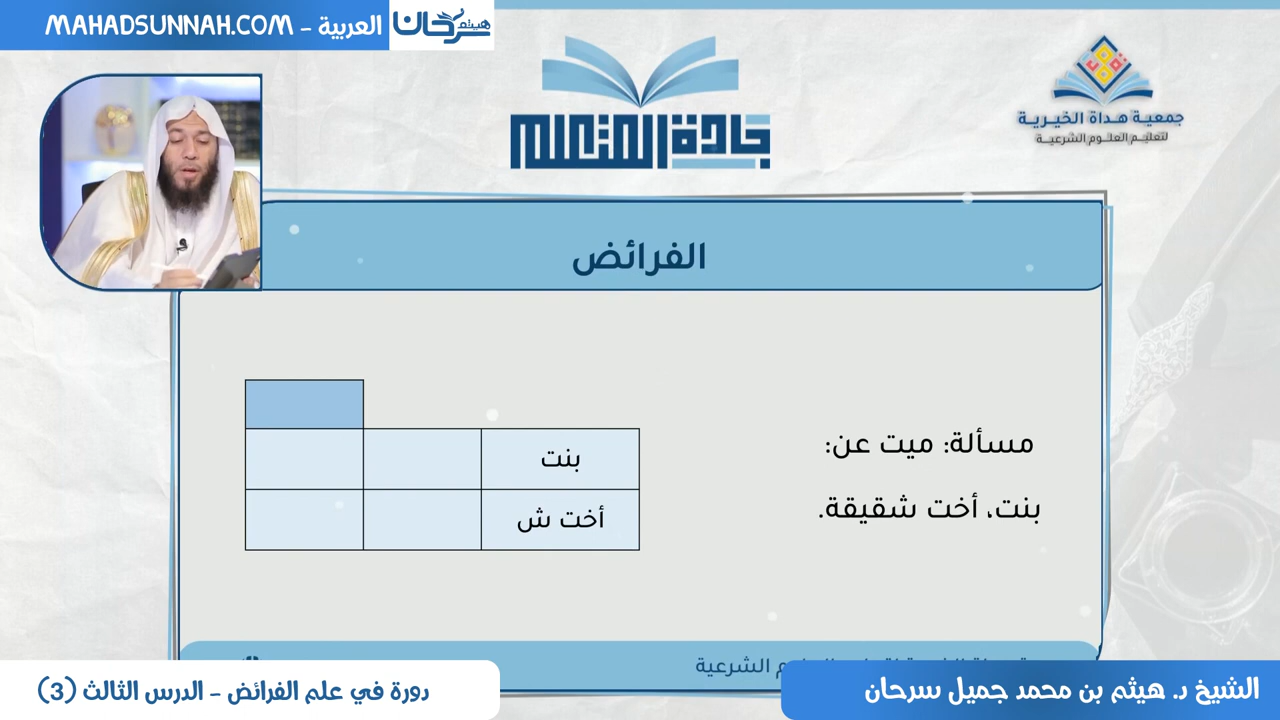 العربية - MAHADSUNNAH.COM
هيثم سرحان
جادة المتعلم
جمعية هداة الخيرية
لتعليم العلوم الشرعية
الفرائض
مسألة: ميت عن:
بنت، أخت شقيقة.
بنت
أخت ش
الشرعية
الشيخ د. هيثم بن محمد جميل سرحان
دورة في علم الفرائض - الدرس الثالث (3)